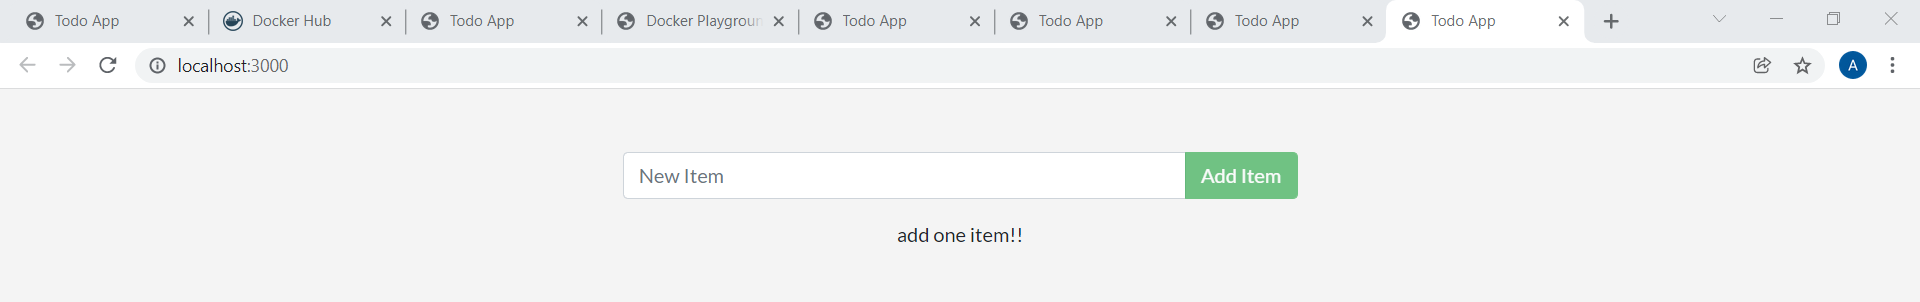 Todo App
Docker Hub
Todo App
Docker Playgroun
Todo App
Todo App
Todo App
Todo App
localhost:3000
A
New Item
Add Item
add one item!!